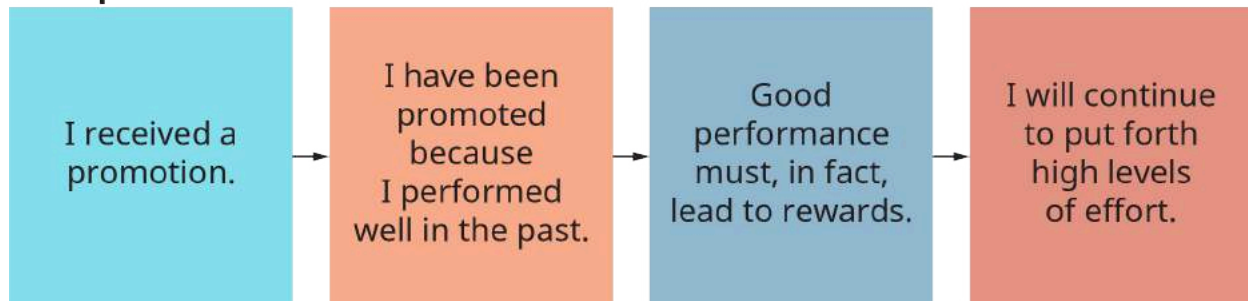 I received a
promotion.
I have been
promoted
because
I performed
well in the past.
Good
performance
must, in fact,
lead to rewards.
I will continue
to put forth
high levels
of effort.